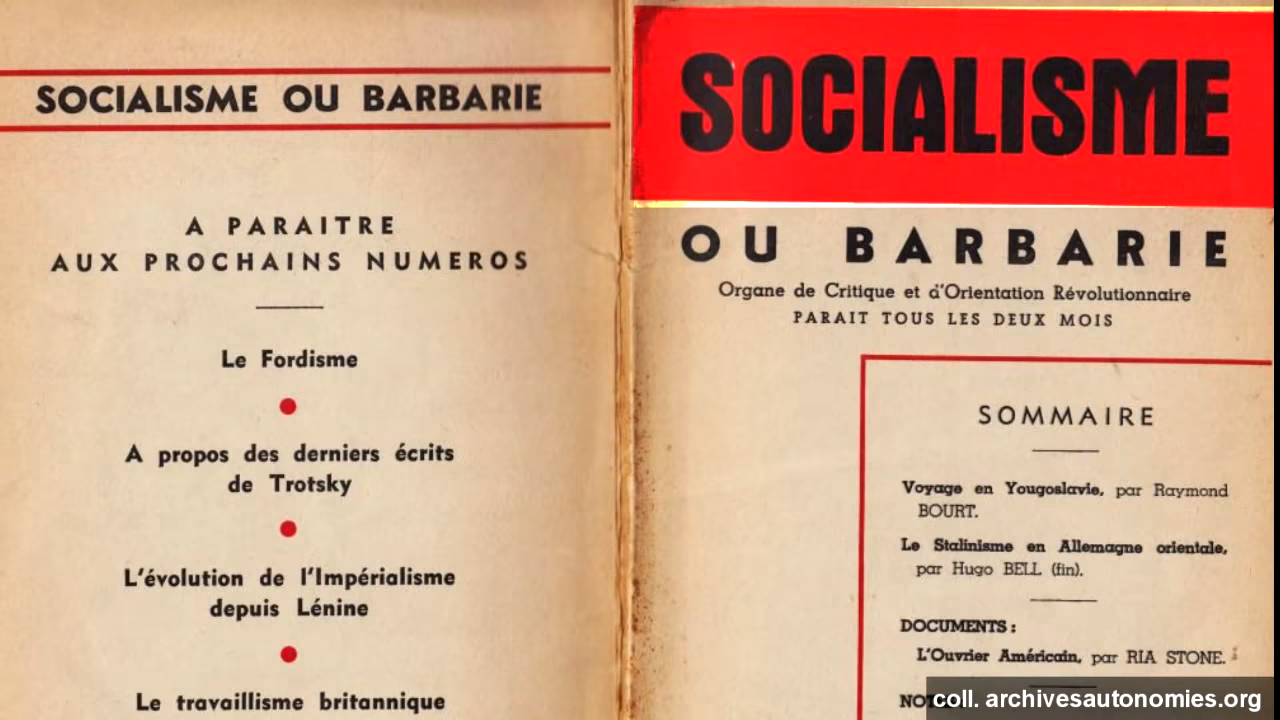 SOCIALISME OU BARBARIE
A PARAITRE
AUX PROCHAINS NUMEROS
Le Fordisme
A propos des derniers écrits
de Trotsky
L'évolution de l'Impérialisme
depuis Lénine
Le travaillisme britannique
SOCIALISME
OU BARBARIE
Organe de Critique et d'Orientation Révolutionnaire
PARAIT TOUS LES DEUX MOIS
SOMMAIRE
Voyage en Yougoslavie, par Raymond
BOURT.
Le Stalinisme en Allemagne orientale,
par Hugo BELL (fin).
DOCUMENTS :
L'Ouvrier Américain, par RIA STONE.
coll. archivesautonomies.org